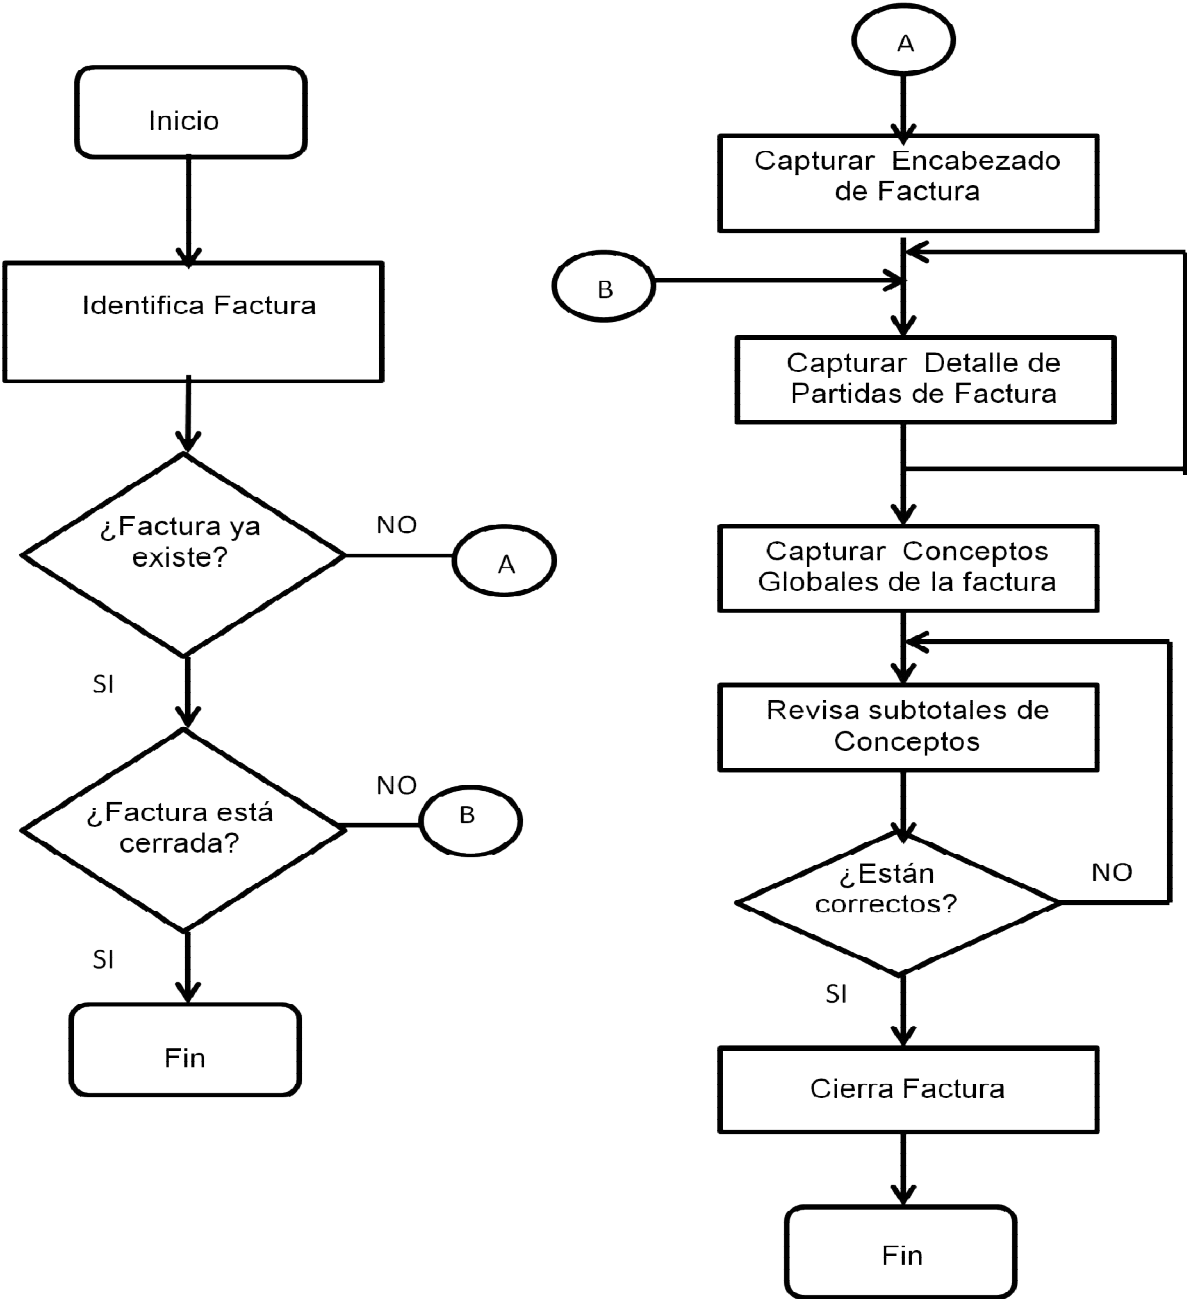 Inicio
Identifica Factura
¿Factura ya
existe?
NO
A
SI
¿Factura está
cerrada?
NO
B
SI
Fin
A
Capturar Encabezado
de Factura
B
Capturar Detalle de
Partidas de Factura
Capturar Conceptos
Globales de la factura
Revisa subtotales de
Conceptos
¿Están
correctos?
NO
SI
Cierra Factura
Fin